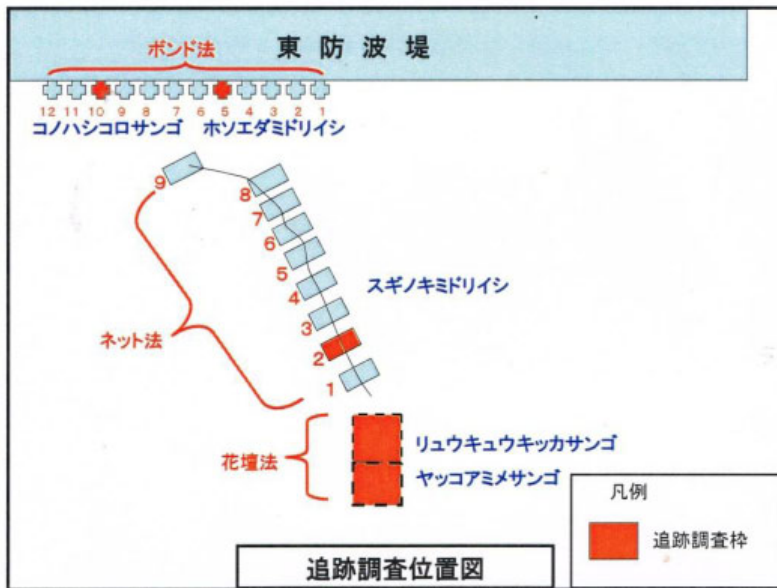 ボンド法
東防波堤
12 11 10 9 8 7 6 5 4 3 2 1
コノハシコロサンゴ ホソエダミドリイシ
9
8
7
6
5
スギノキミドリイシ
4
3
ネット法
2
1
リュウキュウキッカサンゴ
花壇法
ヤッコアミメサンゴ
凡例
追跡調査枠
追跡調査位置図